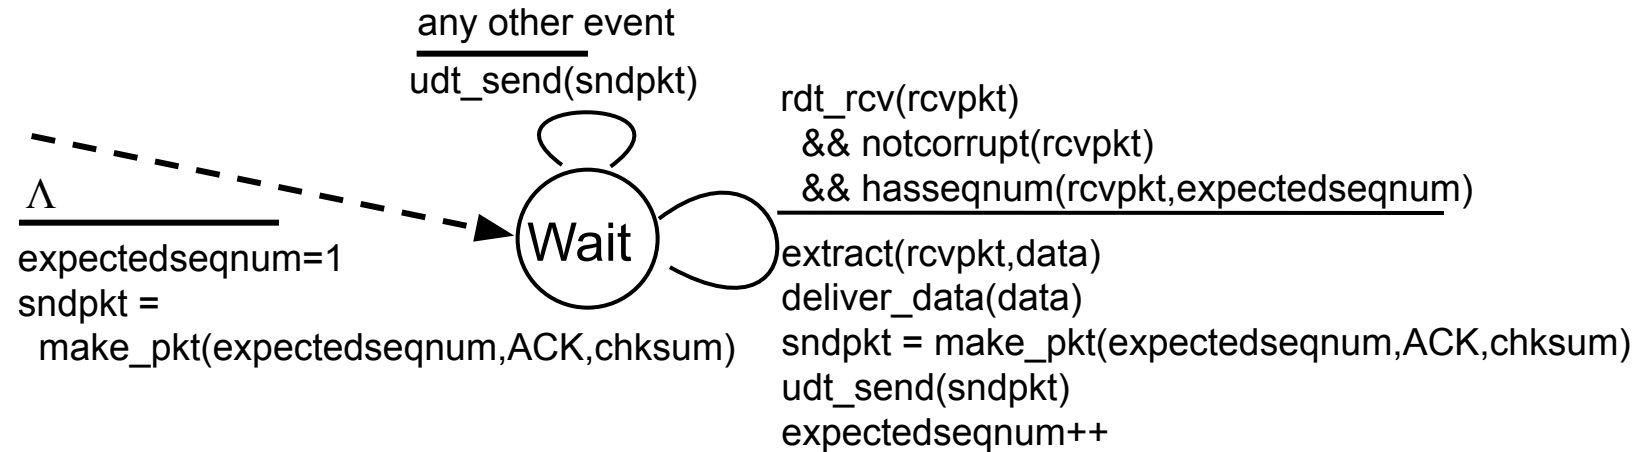 any other event
udt_send(sndpkt)
rdt_rcv(rcvpkt)
&& notcorrupt(rcvpkt)
&& hasseqnum(rcvpkt,expectedseqnum)
Λ
Wait
expectedseqnum=1
sndpkt =
make_pkt(expectedseqnum,ACK,chksum)
extract(rcvpkt,data)
deliver_data(data)
sndpkt = make_pkt(expectedseqnum,ACK,chksum)
udt_send(sndpkt)
expectedseqnum++